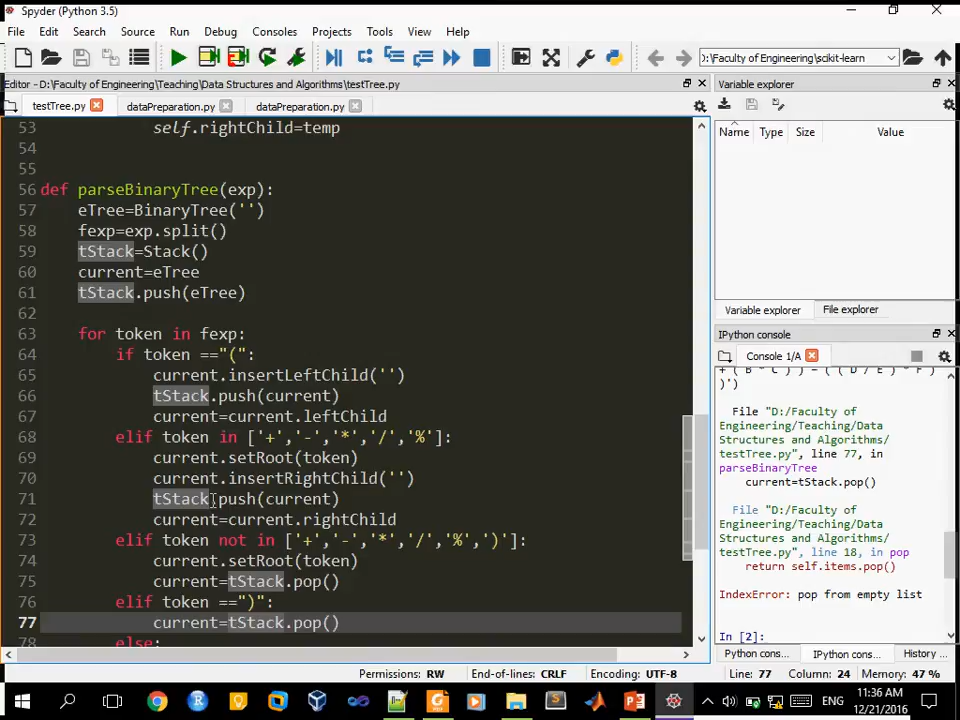 Spyder (Python 3.5)
File Edit Search Source Run Debug Consoles Projects Tools View Help
):\Faculty of Engineering\scikit-learn
Editor - D:\Faculty of Engineering\Teaching\Data Structures and Algorithms\testTree.py
testTree.py dataPreparation.py dataPreparation.py
53 self.rightChild=temp
54
55
56 def parseBinaryTree(exp):
57 eTree=BinaryTree('')
58 fexp=exp.split()
59 tStack=Stack()
60 current=eTree
61 tStack.push(eTree)
62
63 for token in fexp:
64 if token =="(":
65 current.insertLeftChild('')
66 tStack.push(current)
67 current=current.leftChild
68 elif token in ['+','-','*','/','%']:
69 current.setRoot(token)
70 current.insertRightChild('')
71 tStack.push(current)
72 current=current.rightChild
73 elif token not in ['+','-','*','/','%',')']:
74 current.setRoot(token)
75 current=tStack.pop()
76 elif token ==")":
77 current=tStack.pop()
78 else:
Variable explorer
Name Type Size Value
Variable explorer File explorer
IPython console
Console 1/A
+ ( B * C ) ) - ( ( D / E ) * F )
)')
File "D:/Faculty of
Engineering/Teaching/Data
Structures and Algorithms/
testTree.py", line 77, in
parseBinaryTree
current=tStack.pop()
File "D:/Faculty of
Engineering/Teaching/Data
Structures and Algorithms/
testTree.py", line 18, in pop
return self.items.pop()
IndexError: pop from empty list
In [2]:
Python cons... IPython cons... History ...
Permissions: RW End-of-lines: CRLF Encoding: UTF-8 Line: 77 Column: 24 Memory: 47 %
ENG
11:36 AM
12/21/2016